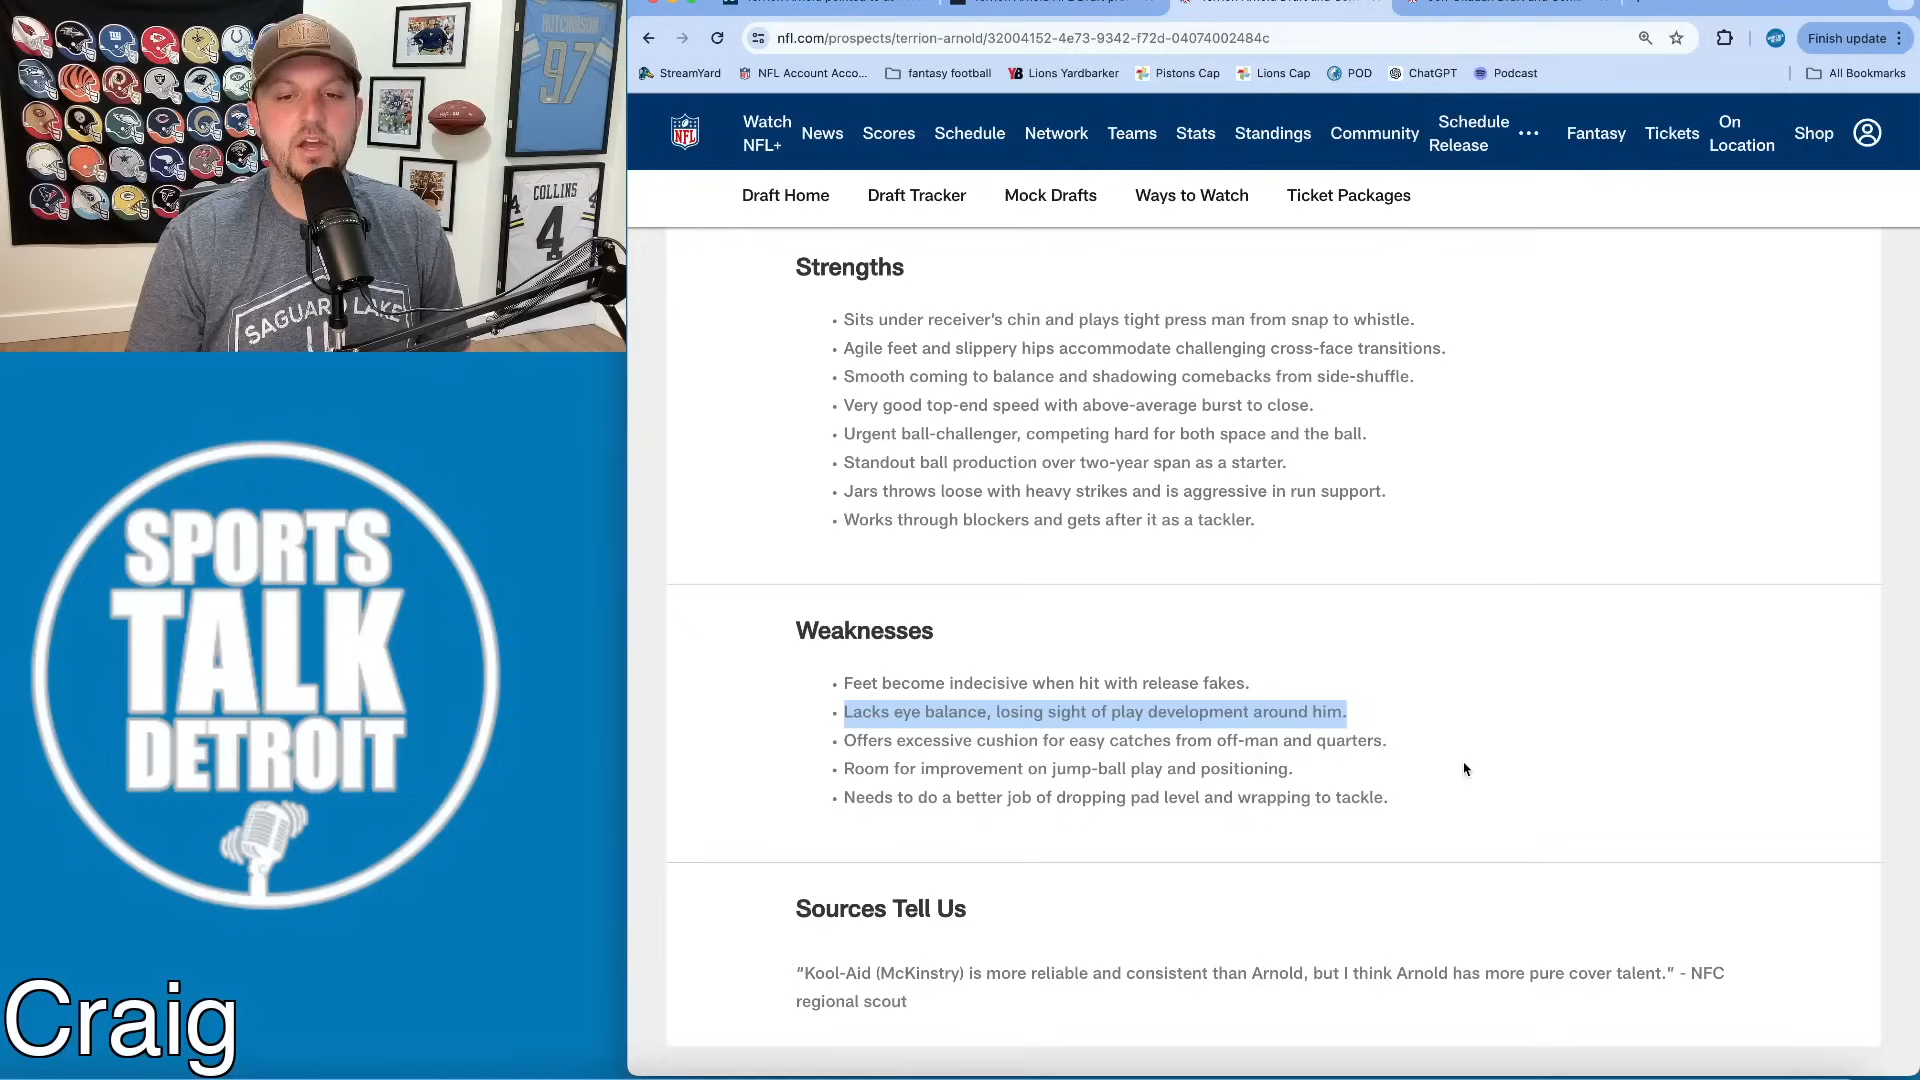 HUTCHINSON
97
COLLINS
4
SAGUARO LAKE
SPORTS
TALK
DETROIT
Craig
nfl.com/prospects/terrion-arnold/32004152-4e73-9342-f72d-04074002484c
Finish update
StreamYard
NFL Account Acco...
fantasy football
Lions Yardbarker
Pistons Cap
Lions Cap
POD
ChatGPT
Podcast
All Bookmarks
NFL
Watch NFL+
News
Scores
Schedule
Network
Teams
Stats
Standings
Community
Schedule Release
Fantasy
Tickets
On Location
Shop
Draft Home
Draft Tracker
Mock Drafts
Ways to Watch
Ticket Packages
Strengths
• Sits under receiver's chin and plays tight press man from snap to whistle.
• Agile feet and slippery hips accommodate challenging cross-face transitions.
• Smooth coming to balance and shadowing comebacks from side-shuffle.
• Very good top-end speed with above-average burst to close.
• Urgent ball-challenger, competing hard for both space and the ball.
• Standout ball production over two-year span as a starter.
• Jars throws loose with heavy strikes and is aggressive in run support.
• Works through blockers and gets after it as a tackler.
Weaknesses
• Feet become indecisive when hit with release fakes.
• Lacks eye balance, losing sight of play development around him.
• Offers excessive cushion for easy catches from off-man and quarters.
• Room for improvement on jump-ball play and positioning.
• Needs to do a better job of dropping pad level and wrapping to tackle.
Sources Tell Us
"Kool-Aid (McKinstry) is more reliable and consistent than Arnold, but I think Arnold has more pure cover talent." - NFC
regional scout